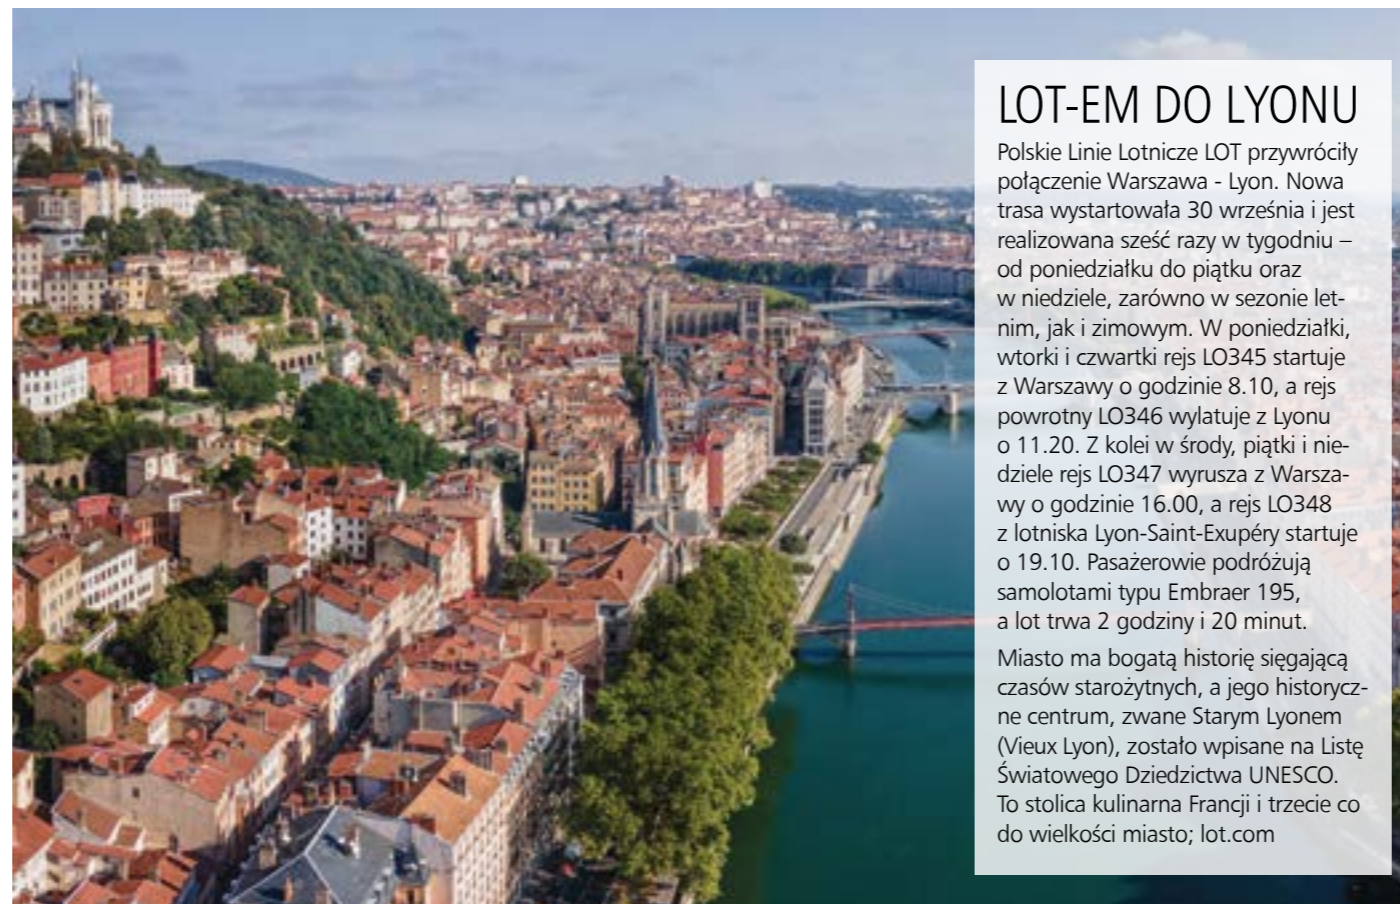 LOT-EM DO LYONU
Polskie Linie Lotnicze LOT przywróciły
połączenie Warszawa - Lyon. Nowa
trasa wystartowała 30 września i jest
realizowana sześć razy w tygodniu –
od poniedziałku do piątku oraz
w niedziele, zarówno w sezonie let-
nim, jak i zimowym. W poniedziałki,
wtorki i czwartki rejs LO345 startuje
z Warszawy o godzinie 8.10, a rejs
powrotny LO346 wylatuje z Lyonu
o 11.20. Z kolei w środy, piątki i nie-
dziele rejs LO347 wyrusza z Warsza-
wy o godzinie 16.00, a rejs LO348
z lotniska Lyon-Saint-Exupéry startuje
o 19.10. Pasażerowie podróżują
samolotami typu Embraer 195,
a lot trwa 2 godziny i 20 minut.
Miasto ma bogatą historię sięgającą
czasów starożytnych, a jego historycz-
ne centrum, zwane Starym Lyonem
(Vieux Lyon), zostało wpisane na Listę
Światowego Dziedzictwa UNESCO.
To stolica kulinarna Francji i trzecie co
do wielkości miasto; lot.com